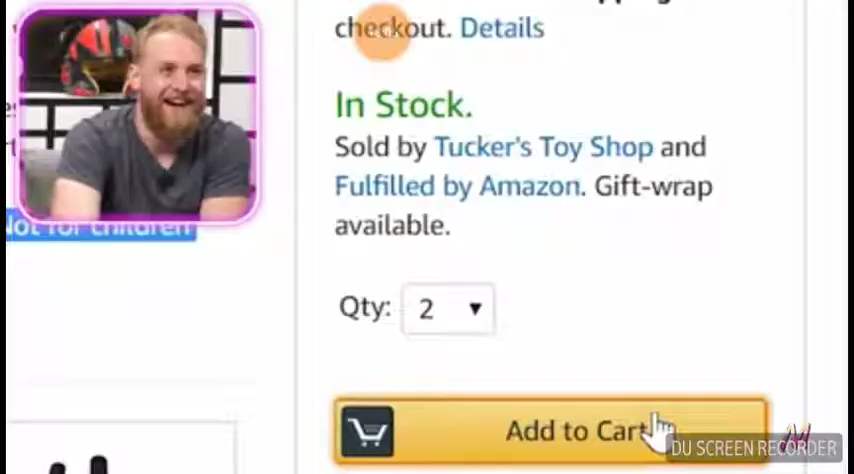 checkout. Details
In Stock.
Sold by Tucker's Toy Shop and
Fulfilled by Amazon. Gift-wrap
available.
Not for children
Qty: 2
Add to Cart
DU SCREEN RECORDER